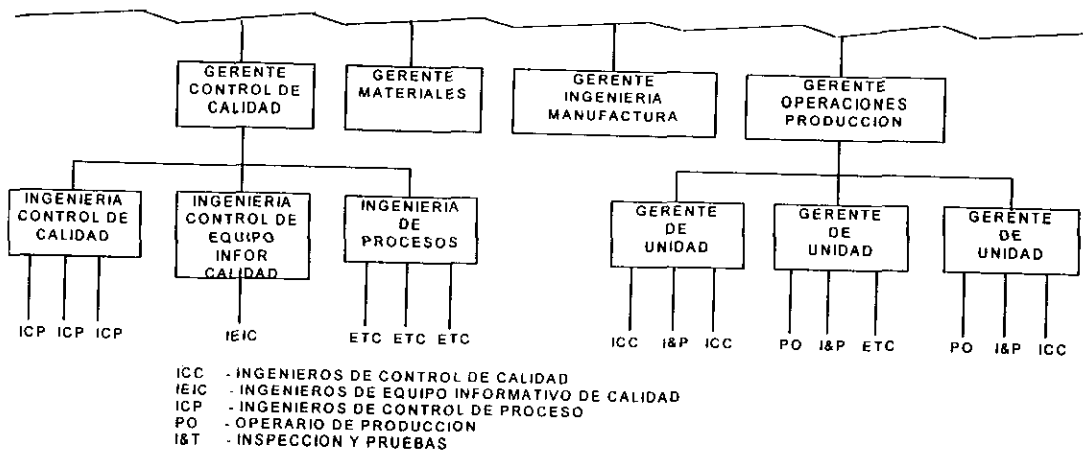 GERENTE
CONTROL DE
CALIDAD
GERENTE
MATERIALES
GERENTE
INGENIERIA
MANUFACTURA
GERENTE
OPERACIONES
PRODUCCION
INGENIERIA
CONTROL DE
CALIDAD
INGENIERIA
CONTROL DE
EQUIPO
INFOR
CALIDAD
INGENIERIA
DE
PROCESOS
GERENTE
DE
UNIDAD
GERENTE
DE
UNIDAD
GERENTE
DE
UNIDAD
ICP ICP ICP
IEIC
ETC ETC ETC
ICC I&P ICC
PO I&P ETC
PO I&P ICC
ICC - INGENIEROS DE CONTROL DE CALIDAD
IEIC - INGENIEROS DE EQUIPO INFORMATIVO DE CALIDAD
ICP - INGENIEROS DE CONTROL DE PROCESO
PO - OPERARIO DE PRODUCCION
I&T - INSPECCION Y PRUEBAS